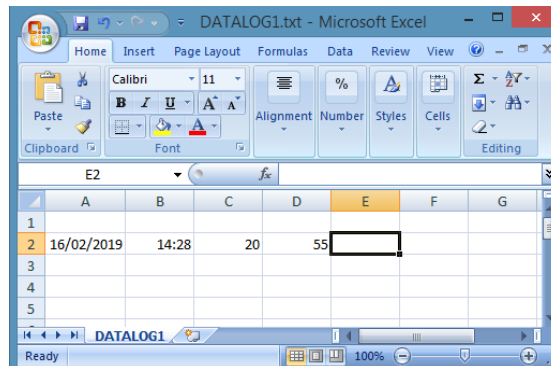 DATALOG1.txt - Microsoft Excel
Home Insert Page Layout Formulas Data Review View
Calibri 11
Paste B I U A A Alignment Number Styles Cells Σ
% A
Clipboard Font Editing
E2 fx
A B C D E F G
1
2 16/02/2019 14:28 20 55
3
4
5
DATALOG1
Ready 100%